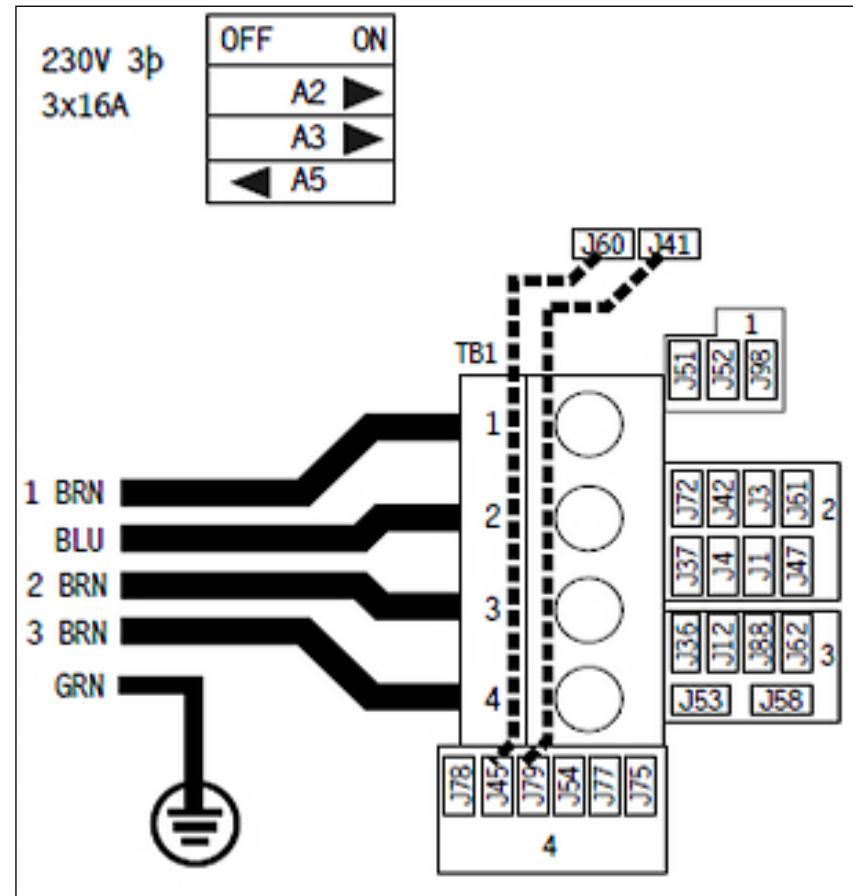 230V 3þ
3x16A
OFF ON
A2
A3
A5
J60 J41
TB1
1
J51 J52 J98
1
2
3
4
1 BRN
BLU
2 BRN
3 BRN
GRN
J72 J42 J3 J61
2
J37 J4 J1 J47
J36 J12 J88 J62
3
J53 J58
J78 J45 J79 J54 J77 J75
4